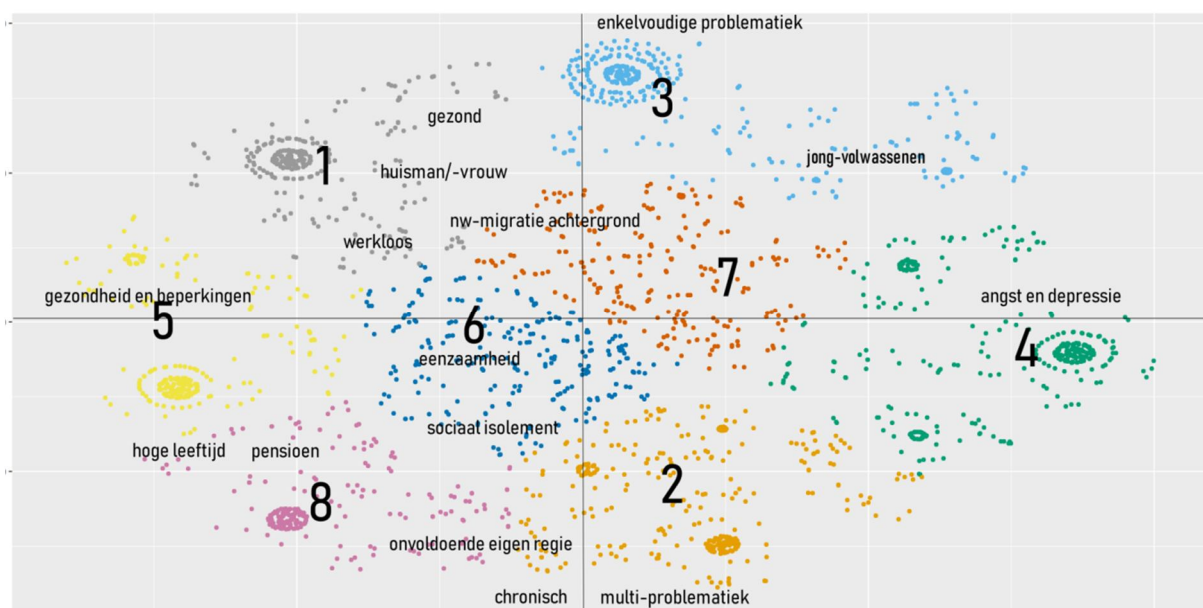 enkelvoudige problematiek
3
gezond
1
jong-volwassenen
huisman/-vrouw
nw-migratie achtergrond
werkloos
7
gezondheid en beperkingen
angst en depressie
5
6
4
eenzaamheid
sociaal isolement
hoge leeftijd
pensioen
2
8
onvoldoende eigen regie
chronisch
multi-problematiek